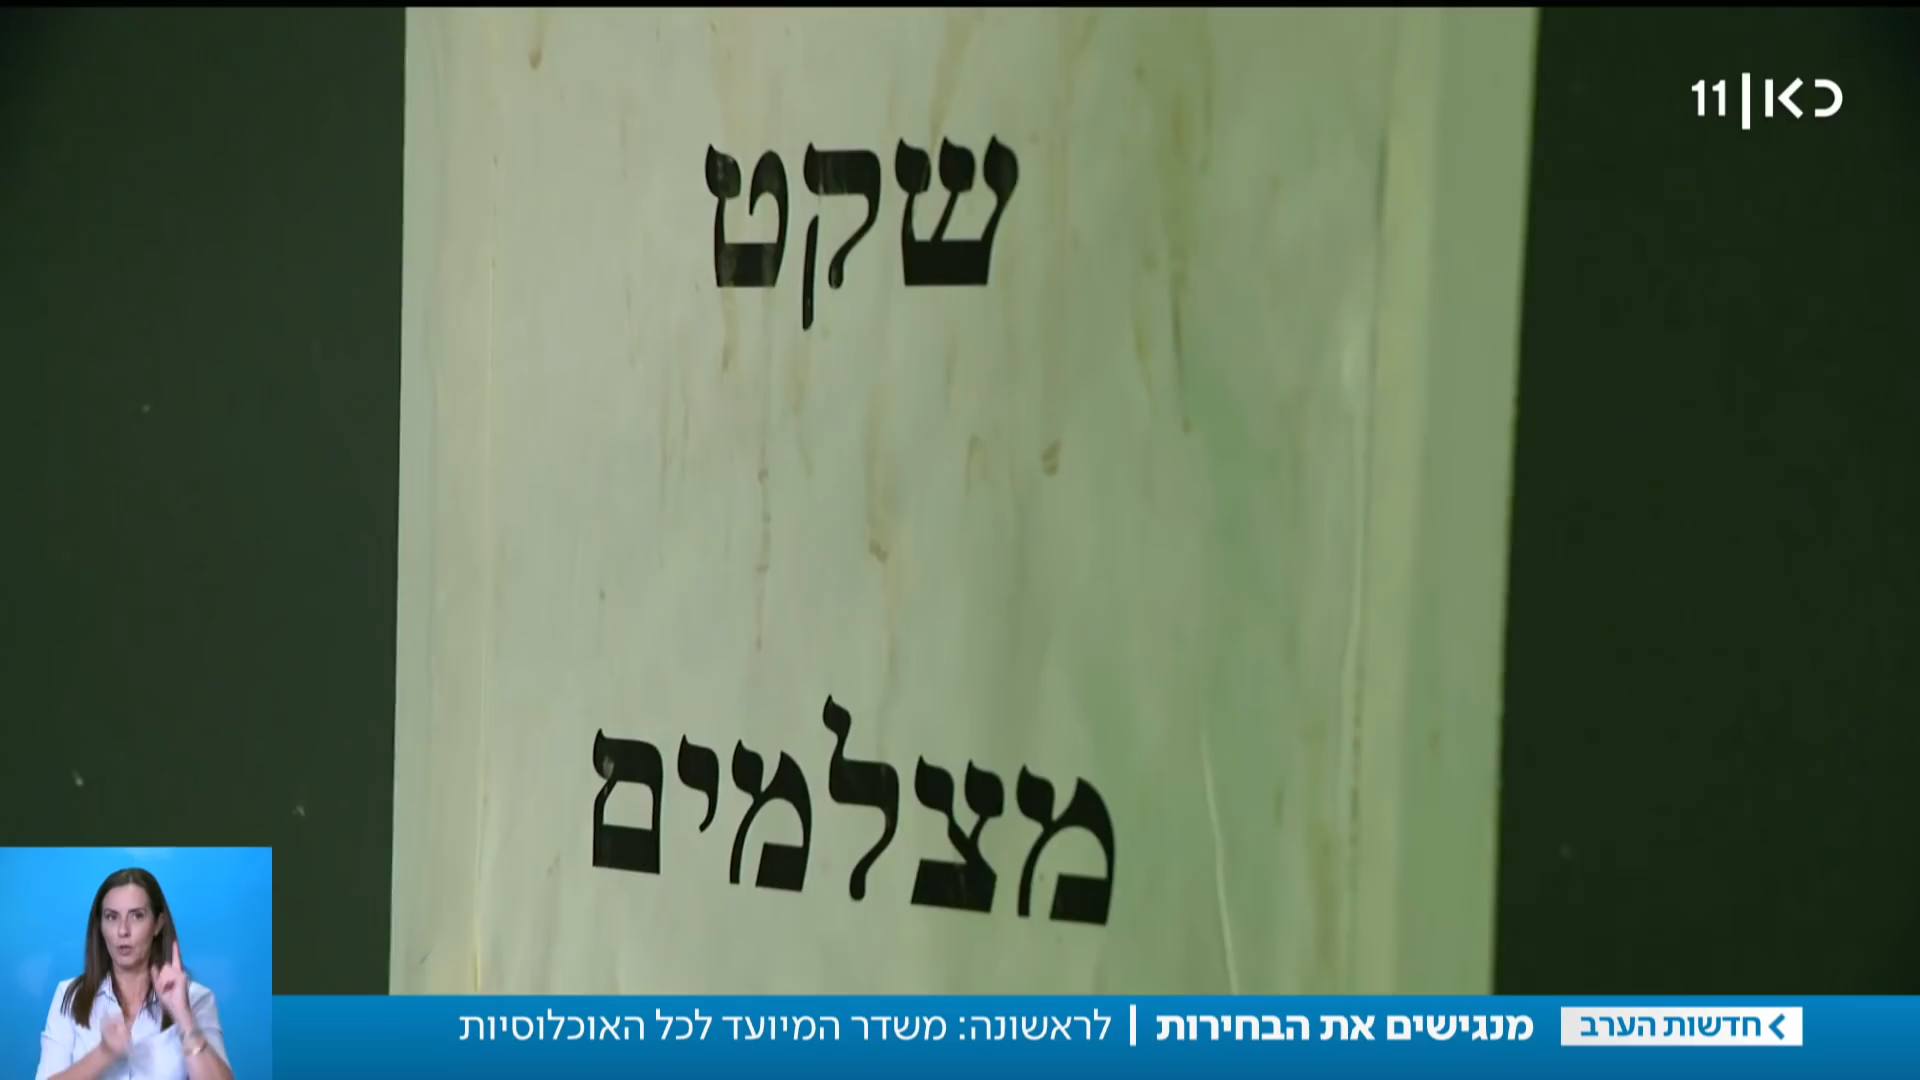 כאן 11
שקט
מצלמים
חדשות הערב
מנגישים את הבחירות | לראשונה: משדר המיועד לכל האוכלוסיות